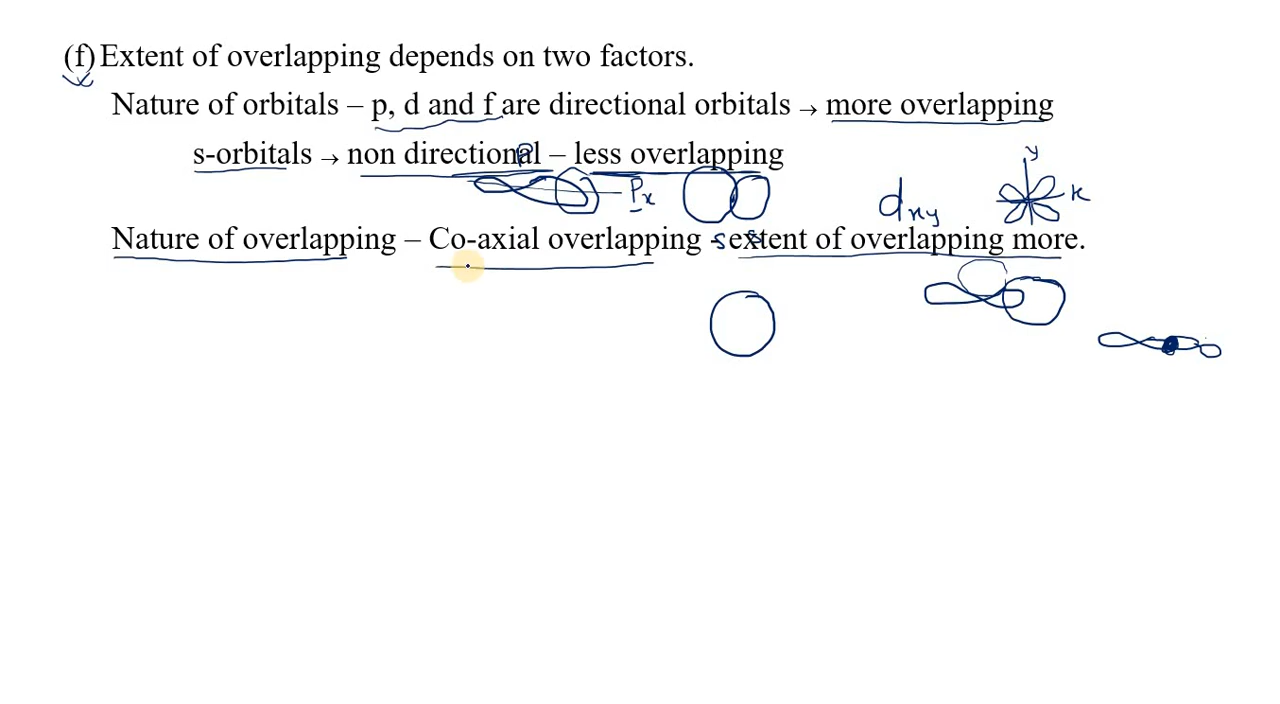 (f) Extent of overlapping depends on two factors.
Nature of orbitals – p, d and f are directional orbitals → more overlapping
s-orbitals → non directional – less overlapping
P
y
Px
dxy
x
Nature of overlapping – Co-axial overlapping - extent of overlapping more.
s s